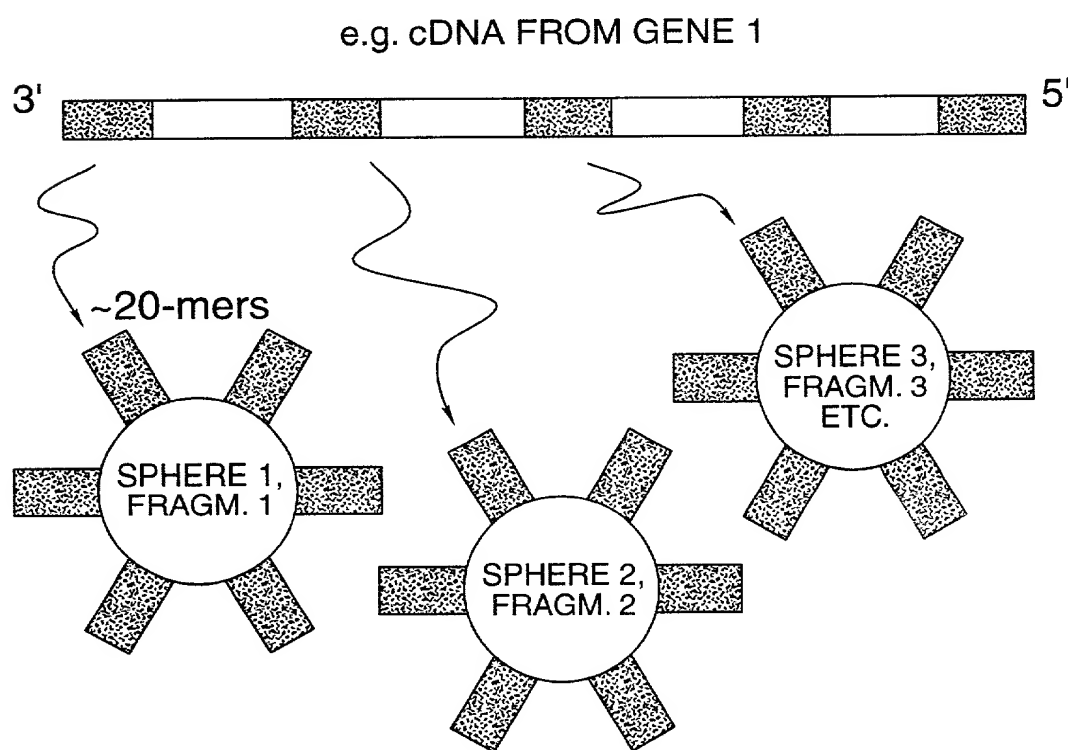 e.g. cDNA FROM GENE 1
3'
5'
~20-mers
SPHERE 1,
FRAGM. 1
SPHERE 2,
FRAGM. 2
SPHERE 3,
FRAGM. 3
ETC.